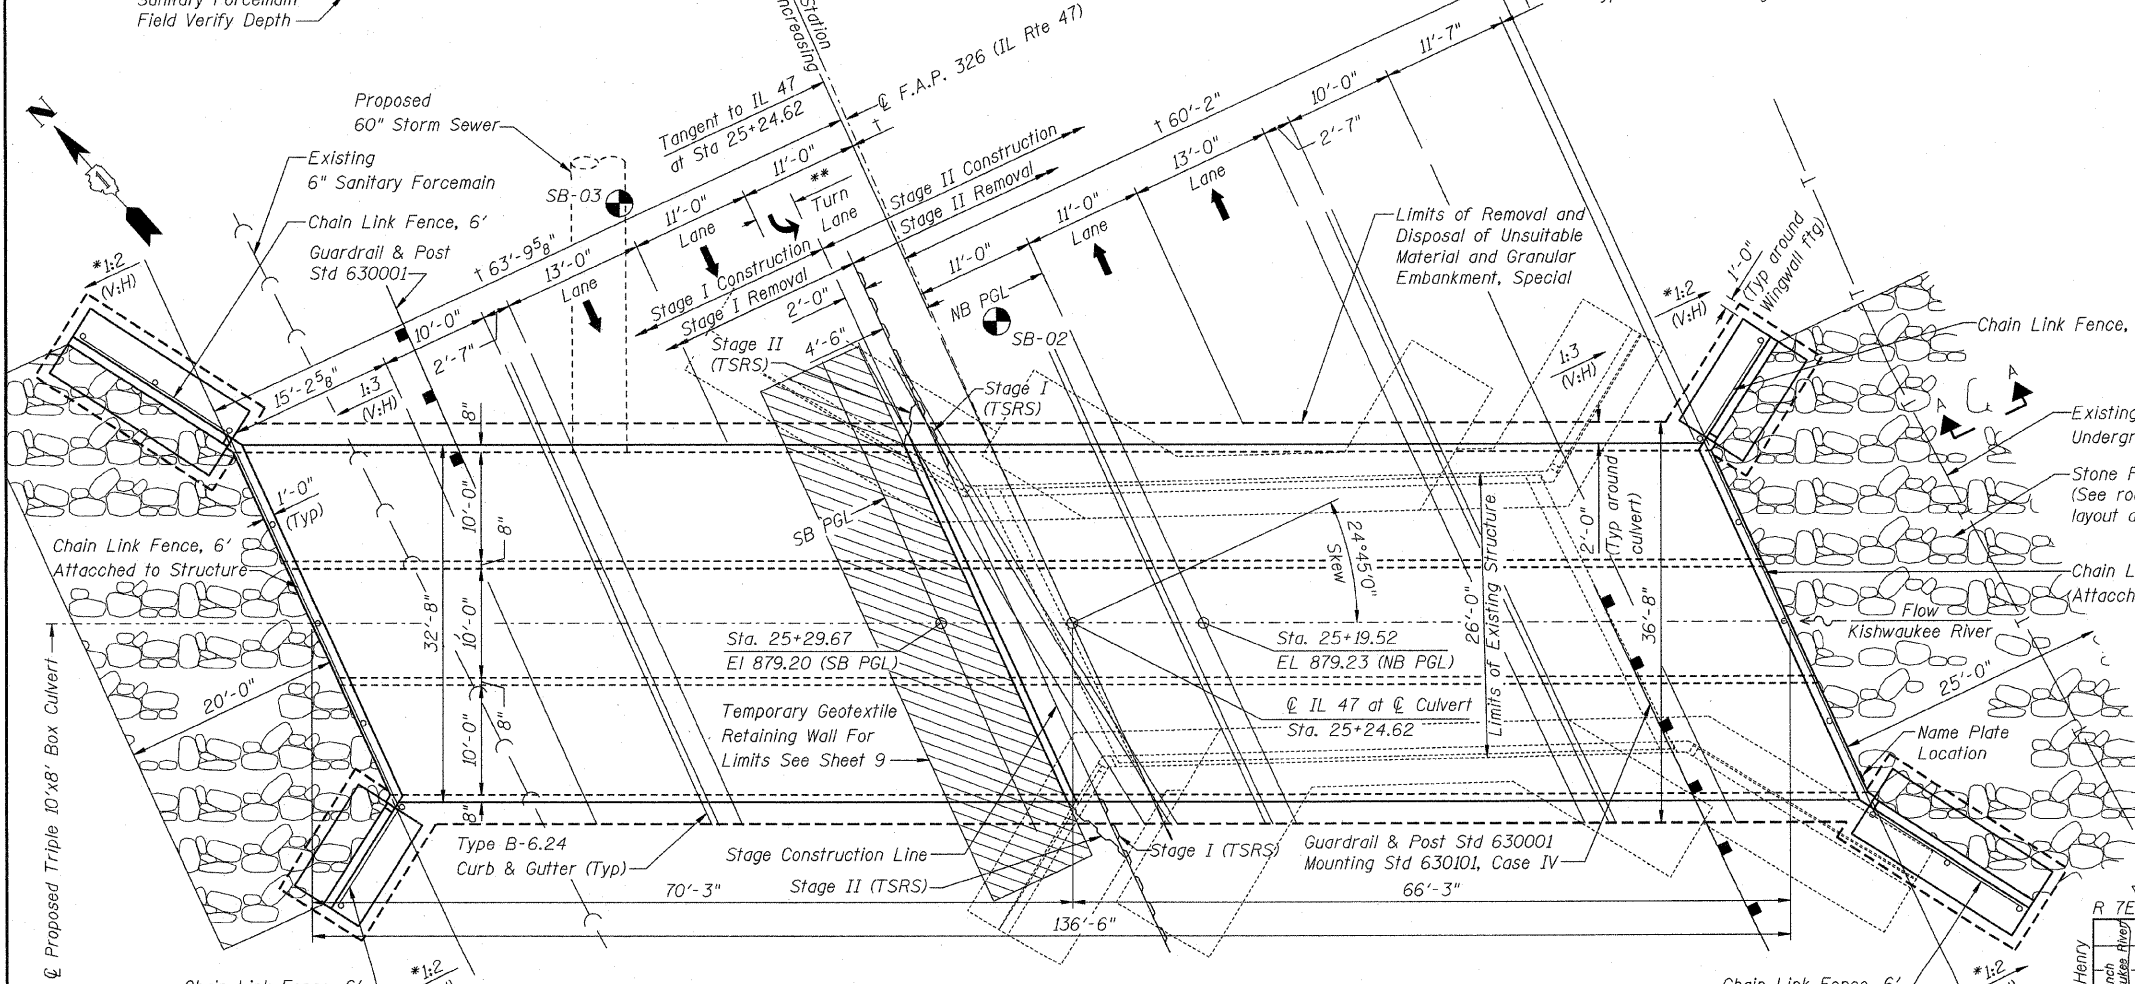 Sanitary Forcemain
Field Verify Depth
N
Proposed
60" Storm Sewer
Existing
6" Sanitary Forcemain
Chain Link Fence, 6'
Guardrail & Post
Std 630001
*1:2
(V:H)
SB-03
Tangent to IL 47
at Sta 25+24.62
Station
Increasing
℄ F.A.P. 326 (IL Rte 47)
†
† 63'-9⅝"
15'-2⅝"
10'-0"
2'-7"
13'-0"
Lane
11'-0"
Lane
11'-0"
**
Turn
Lane
1:3
(V:H)
Stage I Construction
Stage I Removal
Stage II Construction
Stage II Removal
† 60'-2"
11'-0"
11'-0"
Lane
13'-0"
Lane
2'-7"
10'-0"
11'-7"
NB PGL
SB-02
2'-0"
4'-6"
Stage II
(TSRS)
Stage I
(TSRS)
Limits of Removal and
Disposal of Unsuitable
Material and Granular
Embankment, Special
1:3
(V:H)
*1:2
(V:H)
1'-0"
(Typ around
Wingwall ftg)
Chain Link Fence,
A
A
Existing
Stone
(See
layout
Chain
Flow
Kishwaukee River
25'-0"
Name Plate
Location
8"
10'-0"
8"
10'-0"
8"
10'-0"
8"
32'-8"
1'-0"
(Typ)
Chain Link Fence, 6'
Attacched to Structure
20'-0"
℄ Proposed Triple 10'x8' Box Culvert
SB PGL
Sta. 25+29.67
El 879.20 (SB PGL)
24°45'0"
Skew
Sta. 25+19.52
EL 879.23 (NB PGL)
℄ IL 47 at ℄ Culvert
Sta. 25+24.62
26'-0"
Limits of Existing Structure
2'-0"
(Typ around
culvert)
36'-8"
Temporary Geotextile
Retaining Wall For
Limits See Sheet 9
Type B-6.24
Curb & Gutter (Typ)
Stage Construction Line
Stage II (TSRS)
Stage I (TSRS)
Guardrail & Post Std 630001
Mounting Std 630101, Case IV
70'-3"
66'-3"
136'-6"
*1:2
Chain Link Fence, 6'
Chain Link Fence, 6'
*1:2
R 7E
Henry